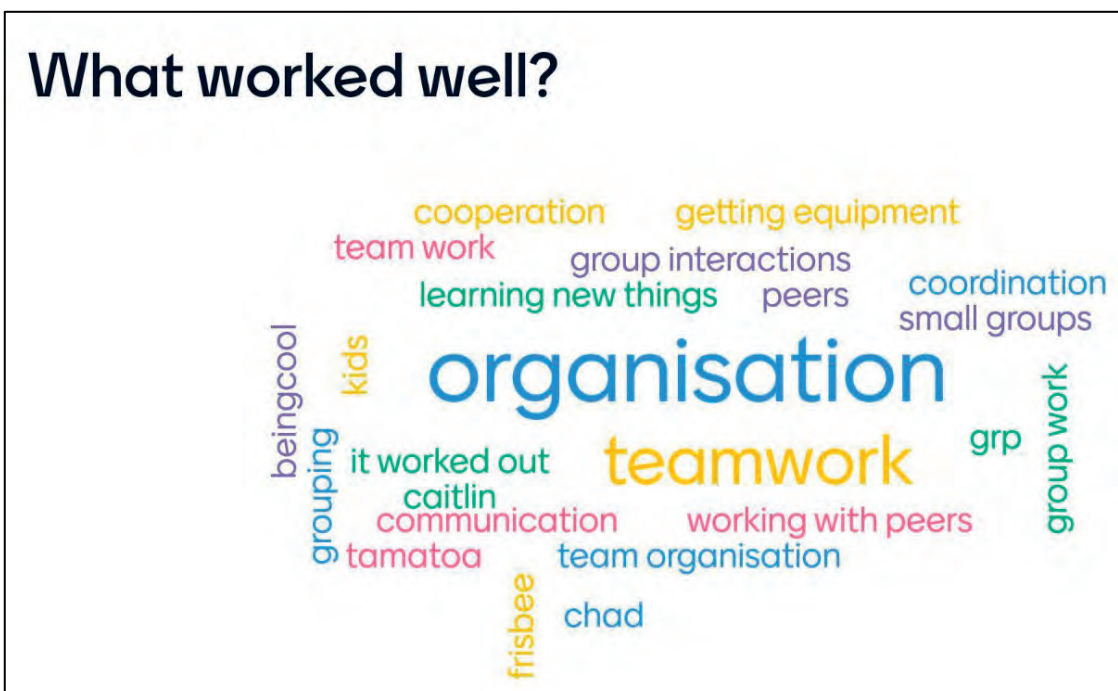 What worked well?
cooperation
getting equipment
team work
group interactions
learning new things
peers
coordination
small groups
beingcool
kids
organisation
group work
grouping
it worked out
teamwork
grp
caitlin
communication
working with peers
tamatoa
team organisation
frisbee
chad